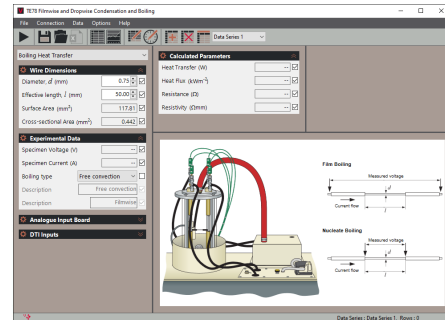 TE78 Filmwise and Dropwise Condensation and Boiling
File Connection Data Options Help
Data Series 1
Boiling Heat Transfer
Wire Dimensions
Diameter, d (mm) 0.75
Effective length, l (mm) 50.00
Surface Area (mm²) 117.81
Cross-sectional Area (mm²) 0.442
Experimental Data
Specimen Voltage (V) --
Specimen Current (A) --
Boiling type Free convection
Description Free convection
Description Filmwise
Analogue Input Board
DTI Inputs
Calculated Parameters
Heat Transfer (W) --
Heat Flux (kWm⁻²) --
Resistance (Ω) --
Resistivity (Ωmm) --
Film Boiling
Measured voltage
d
Current flow
l
Nucleate Boiling
Measured voltage
d
Current flow
l
Data Series : Data Series 1, Rows : 0